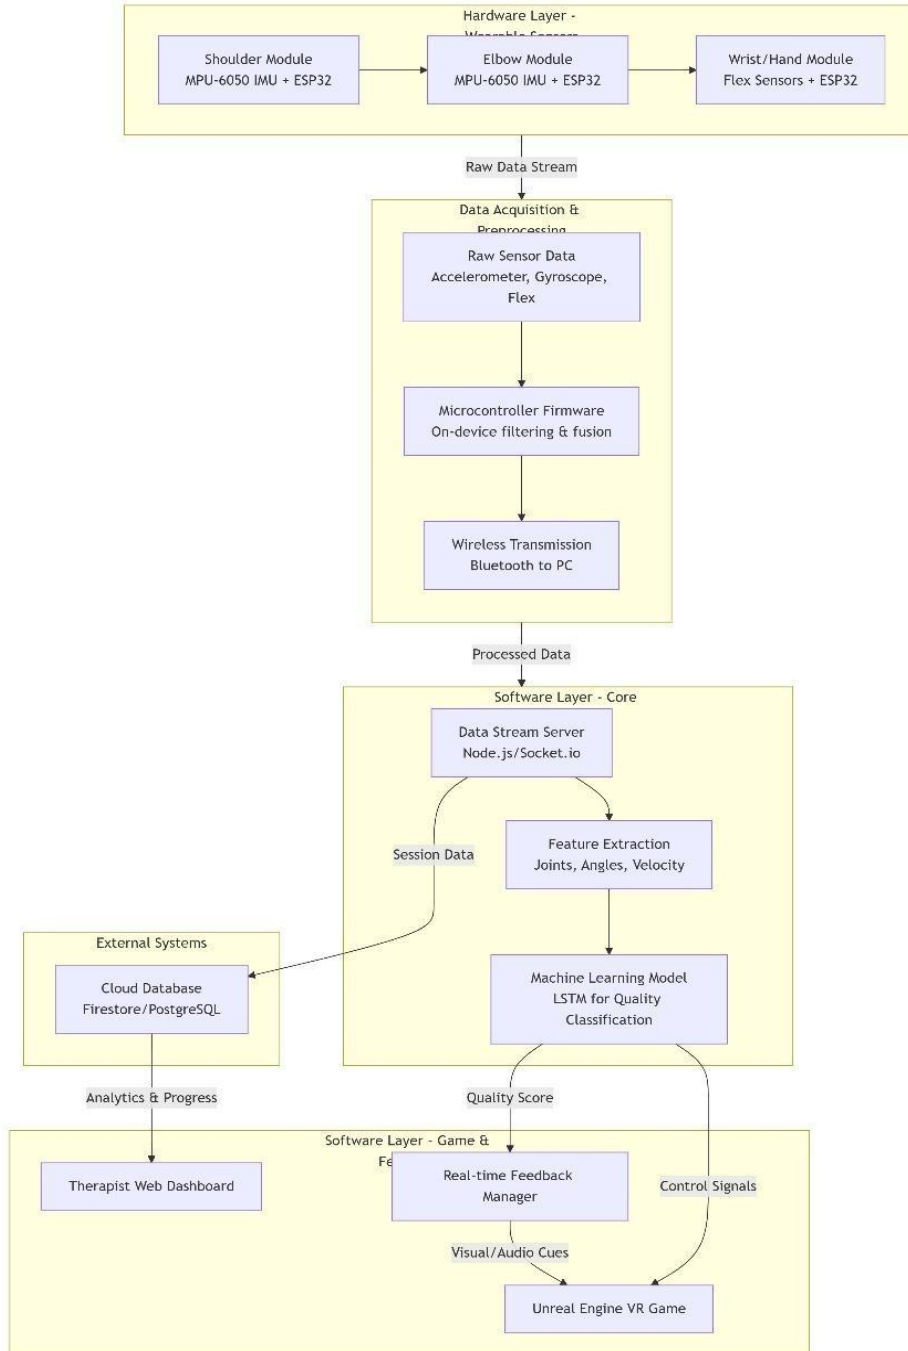 Hardware Layer -
Wearable Sensors
Shoulder Module
MPU-6050 IMU + ESP32
Elbow Module
MPU-6050 IMU + ESP32
Wrist/Hand Module
Flex Sensors + ESP32
Raw Data Stream
Data Acquisition &
Preprocessing
Raw Sensor Data
Accelerometer, Gyroscope,
Flex
Microcontroller Firmware
On-device filtering & fusion
Wireless Transmission
Bluetooth to PC
Processed Data
Software Layer - Core
Data Stream Server
Node.js/Socket.io
Session Data
Feature Extraction
Joints, Angles, Velocity
External Systems
Cloud Database
Firestore/PostgreSQL
Machine Learning Model
LSTM for Quality
Classification
Analytics & Progress
Quality Score
Software Layer - Game &
Therapist Web Dashboard
Real-time Feedback
Manager
Control Signals
Visual/Audio Cues
Unreal Engine VR Game